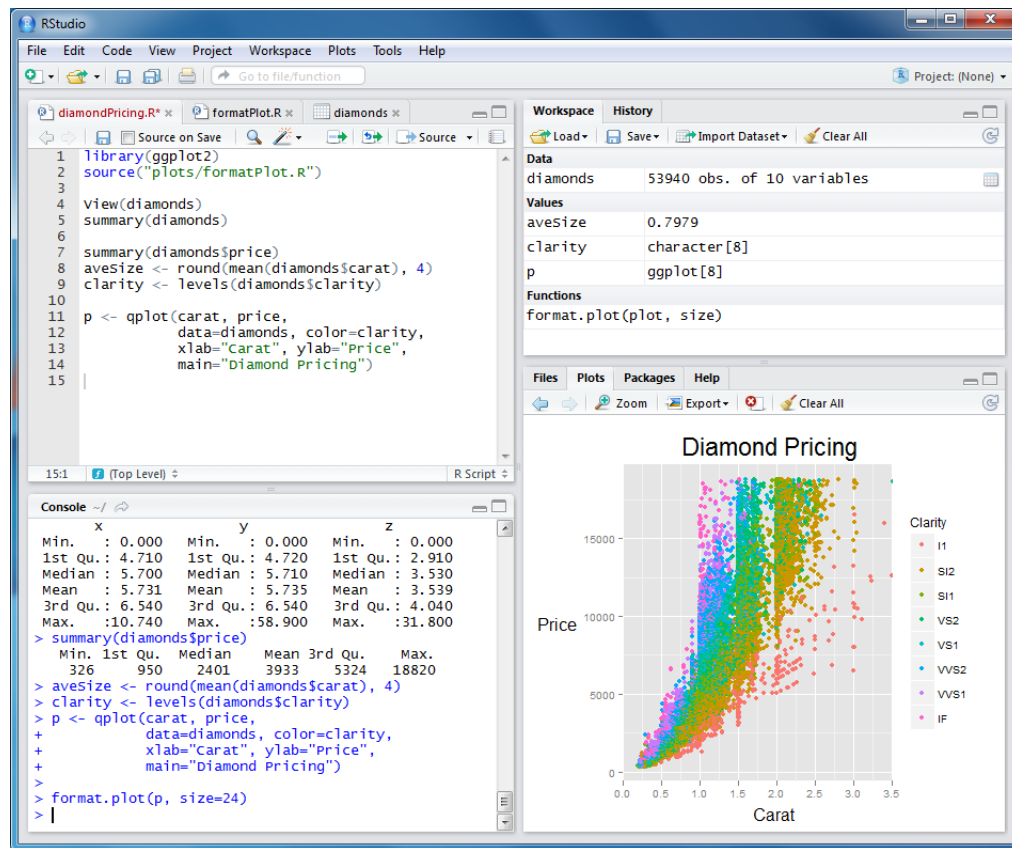 RStudio
File Edit Code View Project Workspace Plots Tools Help
Go to file/function
Project: (None)
diamondPricing.R* formatPlot.R diamonds
Source on Save Source
1 library(ggplot2)
2 source("plots/formatPlot.R")
3
4 View(diamonds)
5 summary(diamonds)
6
7 summary(diamonds$price)
8 aveSize <- round(mean(diamonds$carat), 4)
9 clarity <- levels(diamonds$clarity)
10
11 p <- qplot(carat, price,
12 data=diamonds, color=clarity,
13 xlab="Carat", ylab="Price",
14 main="Diamond Pricing")
15
15:1 (Top Level) R Script
Console ~/
x y z
Min. : 0.000 Min. : 0.000 Min. : 0.000
1st Qu.: 4.710 1st Qu.: 4.720 1st Qu.: 2.910
Median : 5.700 Median : 5.710 Median : 3.530
Mean : 5.731 Mean : 5.735 Mean : 3.539
3rd Qu.: 6.540 3rd Qu.: 6.540 3rd Qu.: 4.040
Max. :10.740 Max. :58.900 Max. :31.800
> summary(diamonds$price)
Min. 1st Qu. Median Mean 3rd Qu. Max.
326 950 2401 3933 5324 18820
> aveSize <- round(mean(diamonds$carat), 4)
> clarity <- levels(diamonds$clarity)
> p <- qplot(carat, price,
+ data=diamonds, color=clarity,
+ xlab="Carat", ylab="Price",
+ main="Diamond Pricing")
>
> format.plot(p, size=24)
>
Workspace History
Load Save Import Dataset Clear All
Data
diamonds 53940 obs. of 10 variables
Values
aveSize 0.7979
clarity character[8]
p ggplot[8]
Functions
format.plot(plot, size)
Files Plots Packages Help
Zoom Export Clear All
Diamond Pricing
Price
15000
10000
5000
0
0.0 0.5 1.0 1.5 2.0 2.5 3.0 3.5
Carat
Clarity
I1
SI2
SI1
VS2
VS1
VVS2
VVS1
IF